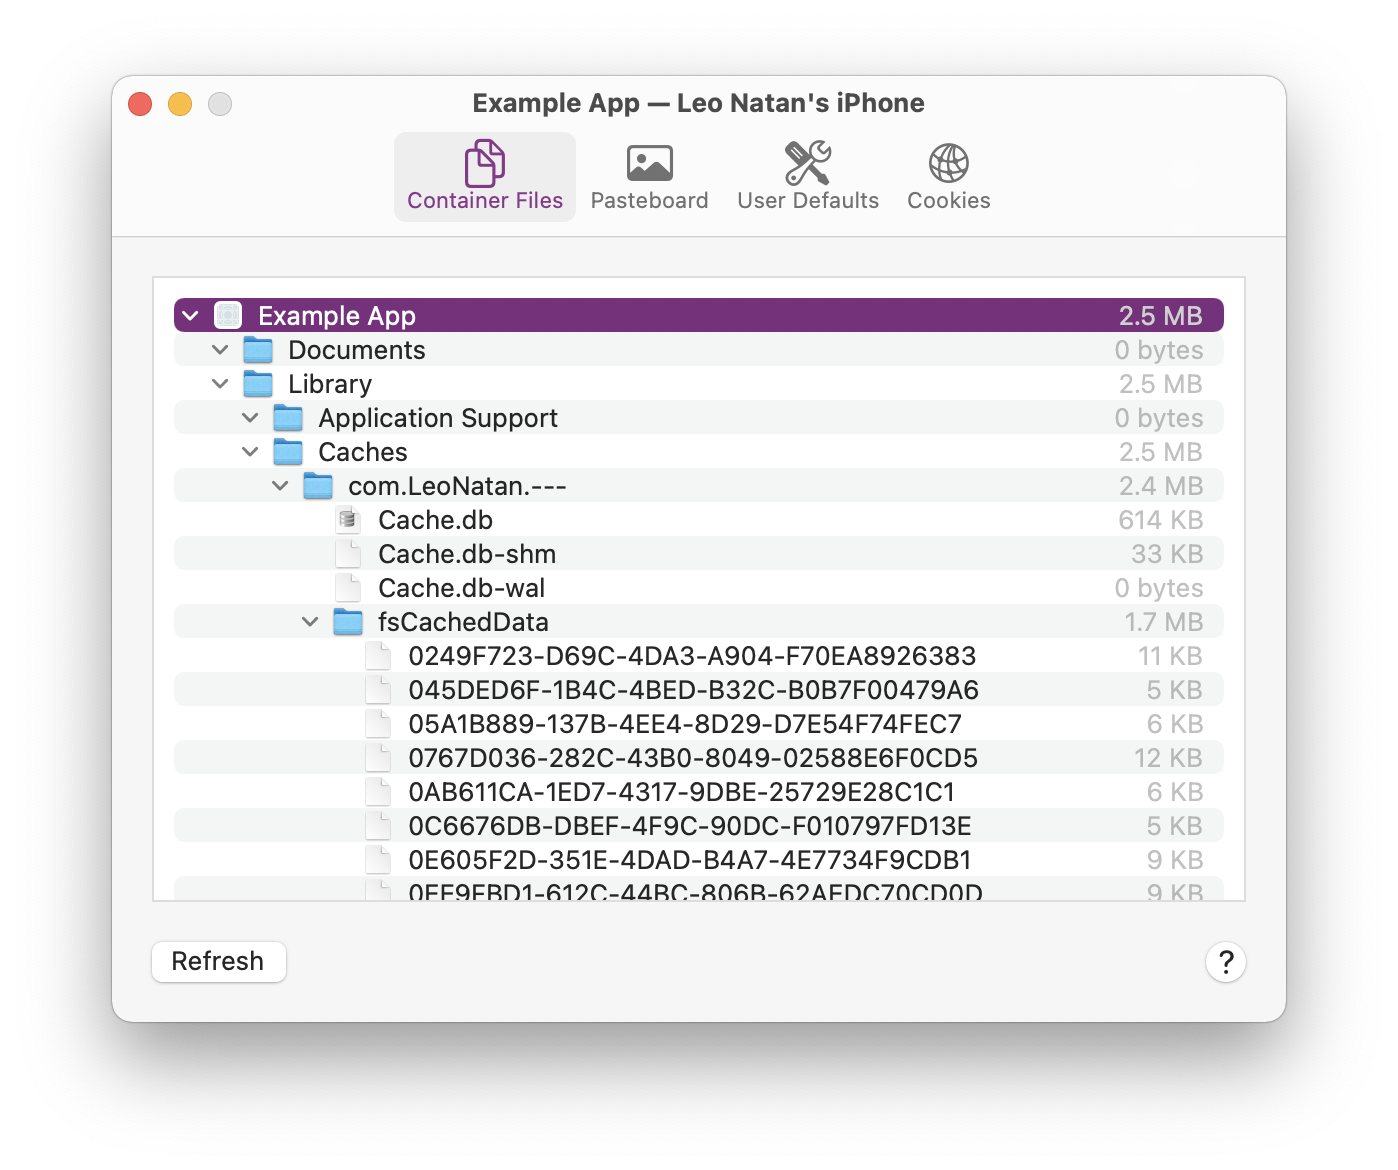 Example App — Leo Natan's iPhone
Container Files Pasteboard User Defaults Cookies
Example App 2.5 MB
Documents 0 bytes
Library 2.5 MB
Application Support 0 bytes
Caches 2.5 MB
com.LeoNatan.--- 2.4 MB
Cache.db 614 KB
Cache.db-shm 33 KB
Cache.db-wal 0 bytes
fsCachedData 1.7 MB
0249F723-D69C-4DA3-A904-F70EA8926383 11 KB
045DED6F-1B4C-4BED-B32C-B0B7F00479A6 5 KB
05A1B889-137B-4EE4-8D29-D7E54F74FEC7 6 KB
0767D036-282C-43B0-8049-02588E6F0CD5 12 KB
0AB611CA-1ED7-4317-9DBE-25729E28C1C1 6 KB
0C6676DB-DBEF-4F9C-90DC-F010797FD13E 5 KB
0E605F2D-351E-4DAD-B4A7-4E7734F9CDB1 9 KB
9 KB
Refresh ?